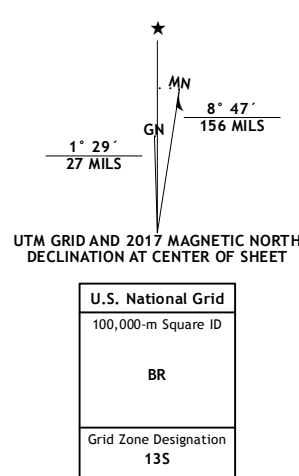 ★
MN
GN
8° 47´
156 MILS
1° 29´
27 MILS
UTM GRID AND 2017 MAGNETIC NORTH
DECLINATION AT CENTER OF SHEET
U.S. National Grid
100,000-m Square ID
BR
Grid Zone Designation
13S